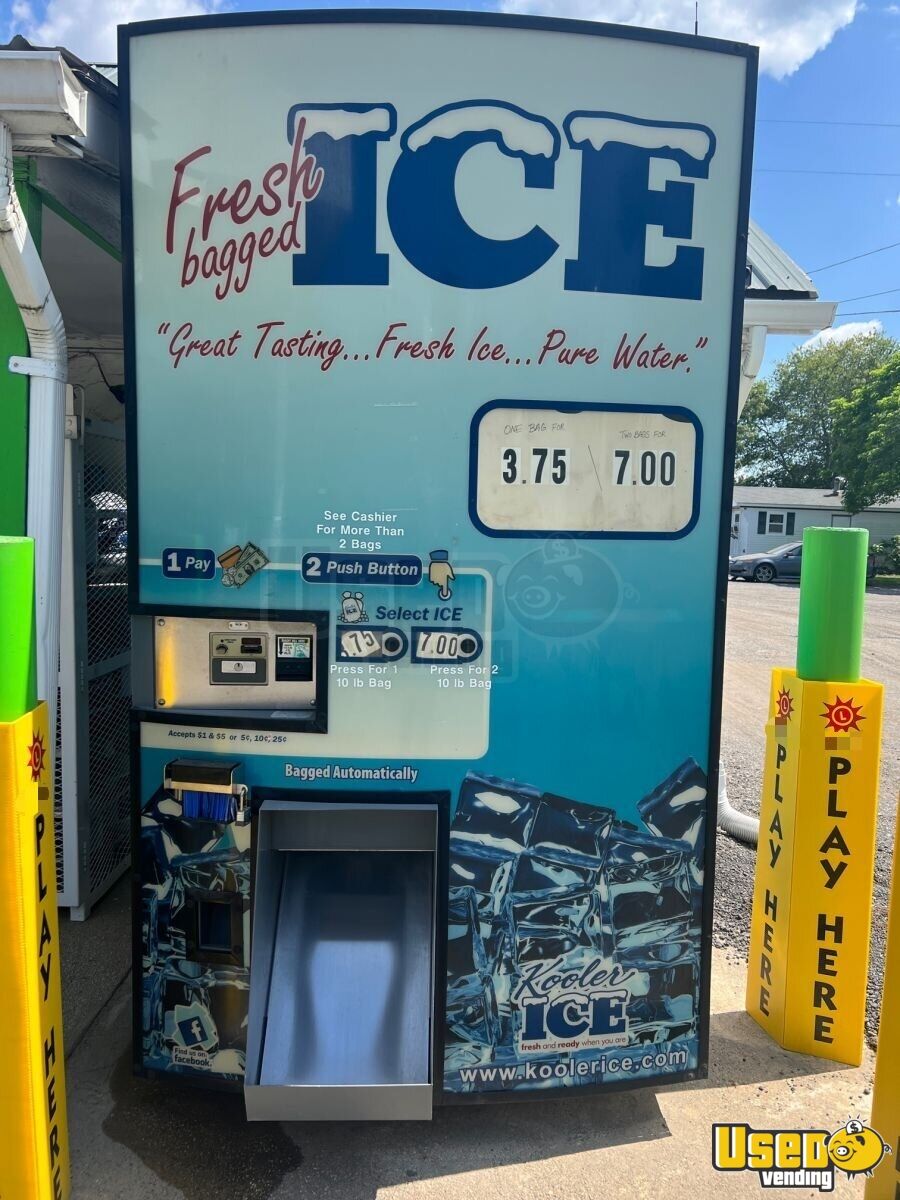 Fresh
bagged
ICE
"Great Tasting...Fresh Ice...Pure Water."
ONE BAG FOR
TWO BAGS FOR
3.75 \ 7.00
See Cashier
For More Than
2 Bags
1 Pay
2 Push Button
Select ICE
.75
7.00
Press For 1
10 lb Bag
Press For 2
10 lb Bag
Accepts $1 & $5 or 5¢, 10¢, 25¢
Bagged Automatically
f
Find us on
facebook.
Kooler
ICE
fresh and ready when you are
www.koolerice.com
PLAY HERE
L
PLAY HERE
PLAY HERE
USED
vending